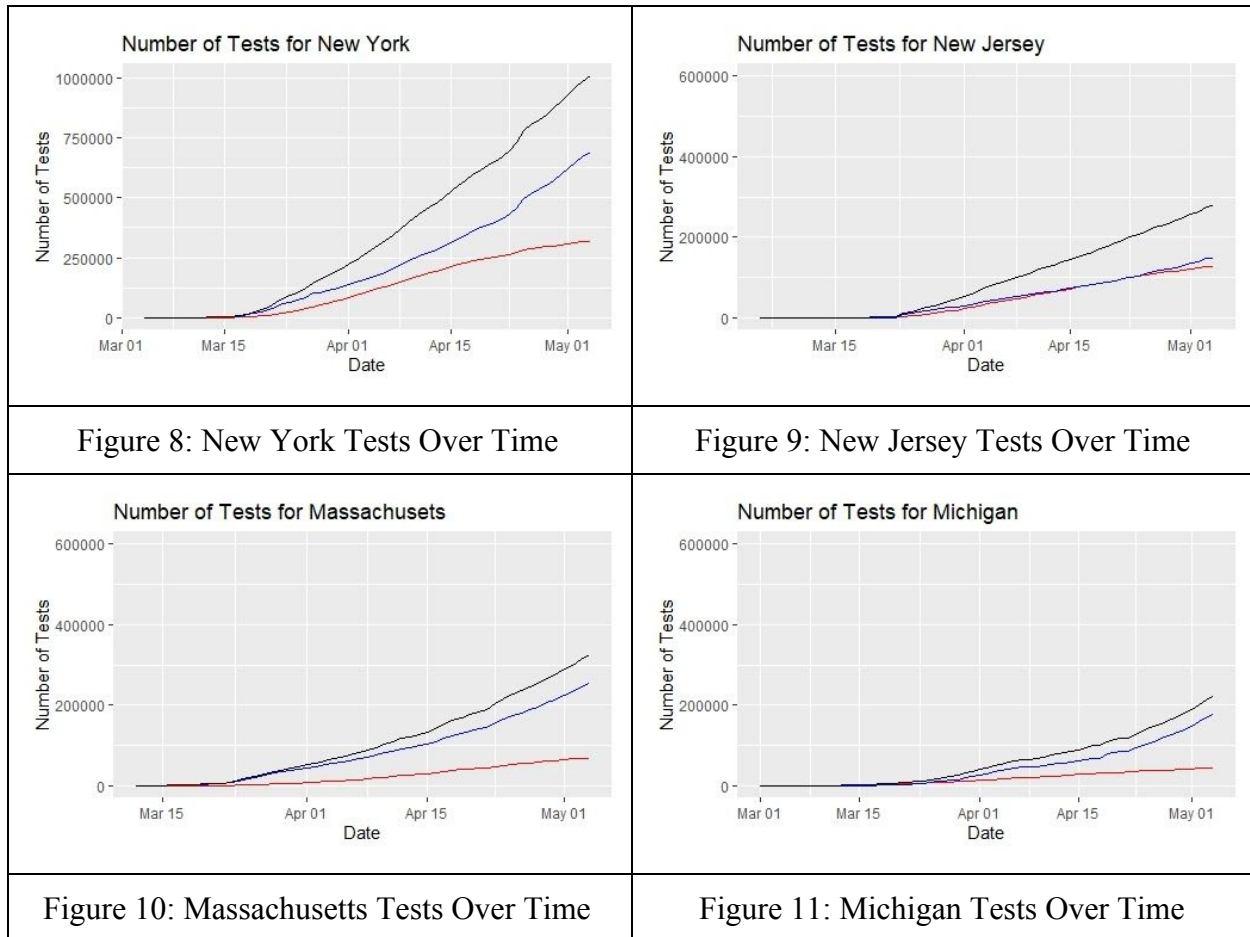 Number of Tests for New York
1000000
750000
500000
250000
0
Number of Tests
Mar 01 Mar 15 Apr 01 Apr 15 May 01
Date
Number of Tests for New Jersey
600000
400000
200000
0
Number of Tests
Mar 15 Apr 01 Apr 15 May 01
Date
Figure 8: New York Tests Over Time
Figure 9: New Jersey Tests Over Time
Number of Tests for Massachusets
600000
400000
200000
0
Number of Tests
Mar 15 Apr 01 Apr 15 May 01
Date
Number of Tests for Michigan
600000
400000
200000
0
Number of Tests
Mar 01 Mar 15 Apr 01 Apr 15 May 01
Date
Figure 10: Massachusetts Tests Over Time
Figure 11: Michigan Tests Over Time